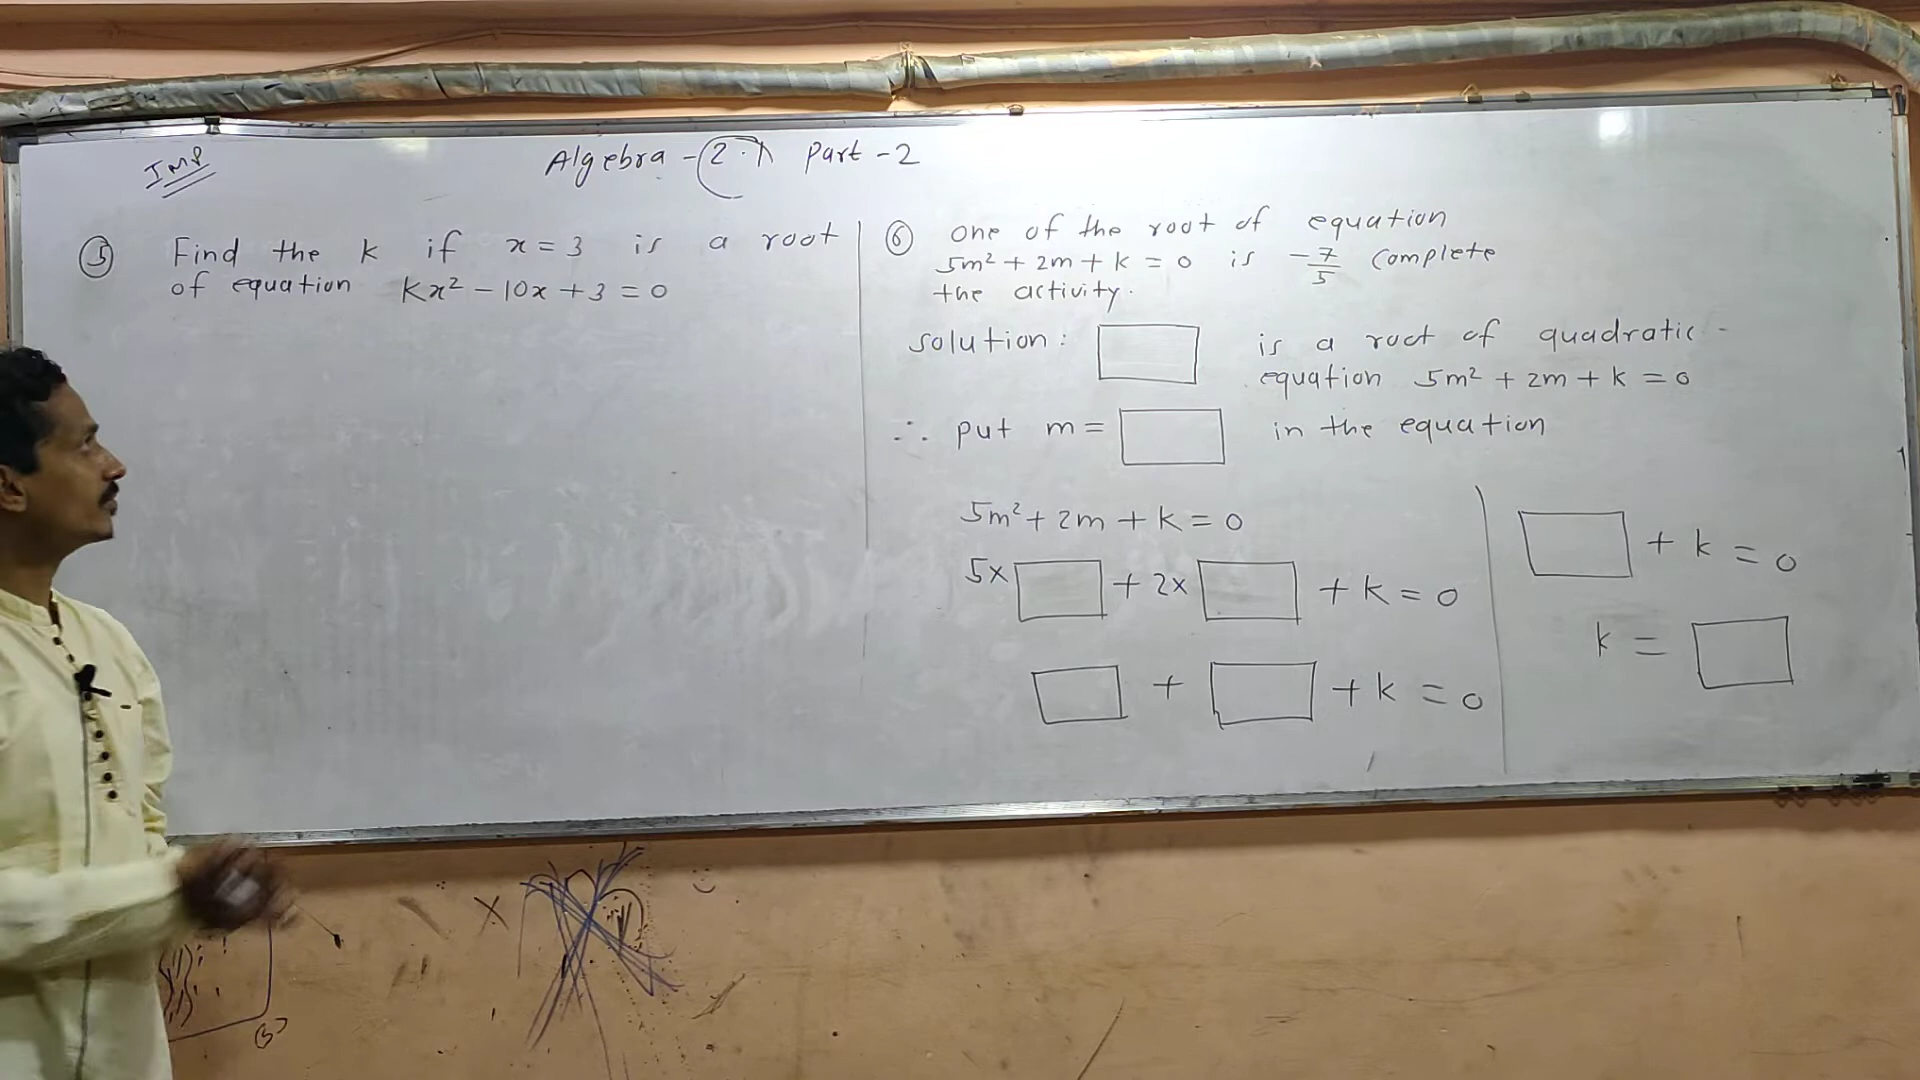 IMP
Algebra - 2.1 Part - 2
⑤ Find the k if x = 3 is a root
of equation kx² - 10x + 3 = 0
⑥ one of the root of equation
5m² + 2m + k = 0 is -7/5 complete
the activity.
solution: is a root of quadratic -
equation 5m² + 2m + k = 0
∴ put m = in the equation
5m² + 2m + k = 0
5x + 2x + k = 0
+ + k = 0
+ k = 0
k =